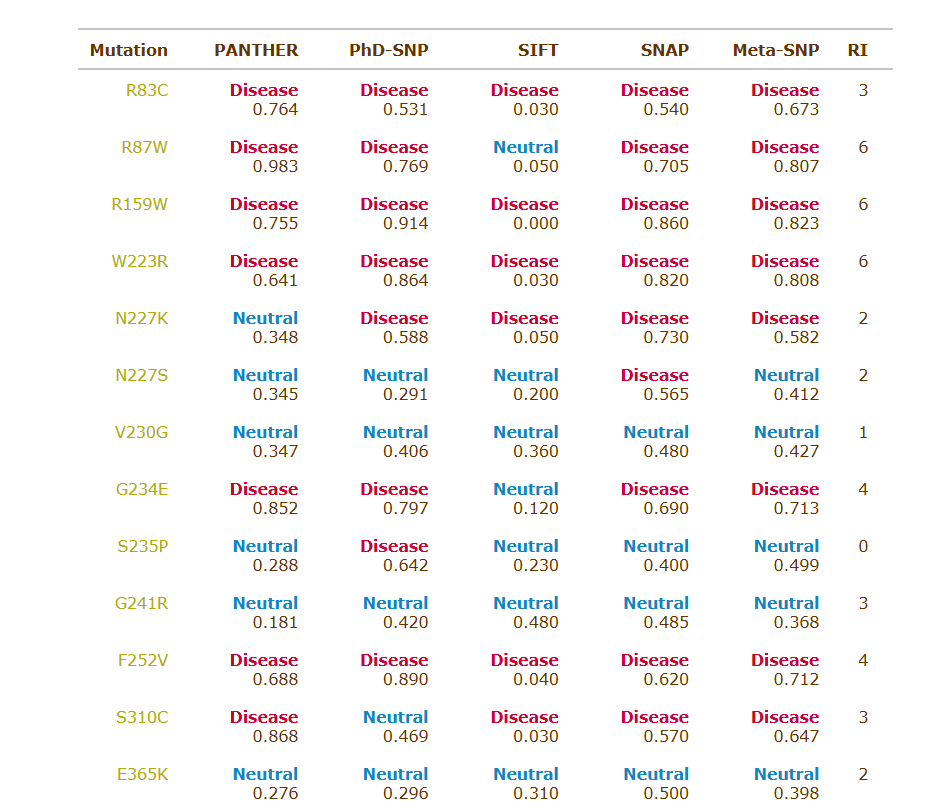 Mutation PANTHER PhD-SNP SIFT SNAP Meta-SNP RI
R83C Disease Disease Disease Disease Disease 3
0.764 0.531 0.030 0.540 0.673
R87W Disease Disease Neutral Disease Disease 6
0.983 0.769 0.050 0.705 0.807
R159W Disease Disease Disease Disease Disease 6
0.755 0.914 0.000 0.860 0.823
W223R Disease Disease Disease Disease Disease 6
0.641 0.864 0.030 0.820 0.808
N227K Neutral Disease Disease Disease Disease 2
0.348 0.588 0.050 0.730 0.582
N227S Neutral Neutral Neutral Disease Neutral 2
0.345 0.291 0.200 0.565 0.412
V230G Neutral Neutral Neutral Neutral Neutral 1
0.347 0.406 0.360 0.480 0.427
G234E Disease Disease Neutral Disease Disease 4
0.852 0.797 0.120 0.690 0.713
S235P Neutral Disease Neutral Neutral Neutral 0
0.288 0.642 0.230 0.400 0.499
G241R Neutral Neutral Neutral Neutral Neutral 3
0.181 0.420 0.480 0.485 0.368
F252V Disease Disease Disease Disease Disease 4
0.688 0.890 0.040 0.620 0.712
S310C Disease Neutral Disease Disease Disease 3
0.868 0.469 0.030 0.570 0.647
E365K Neutral Neutral Neutral Neutral Neutral 2
0.276 0.296 0.310 0.500 0.398